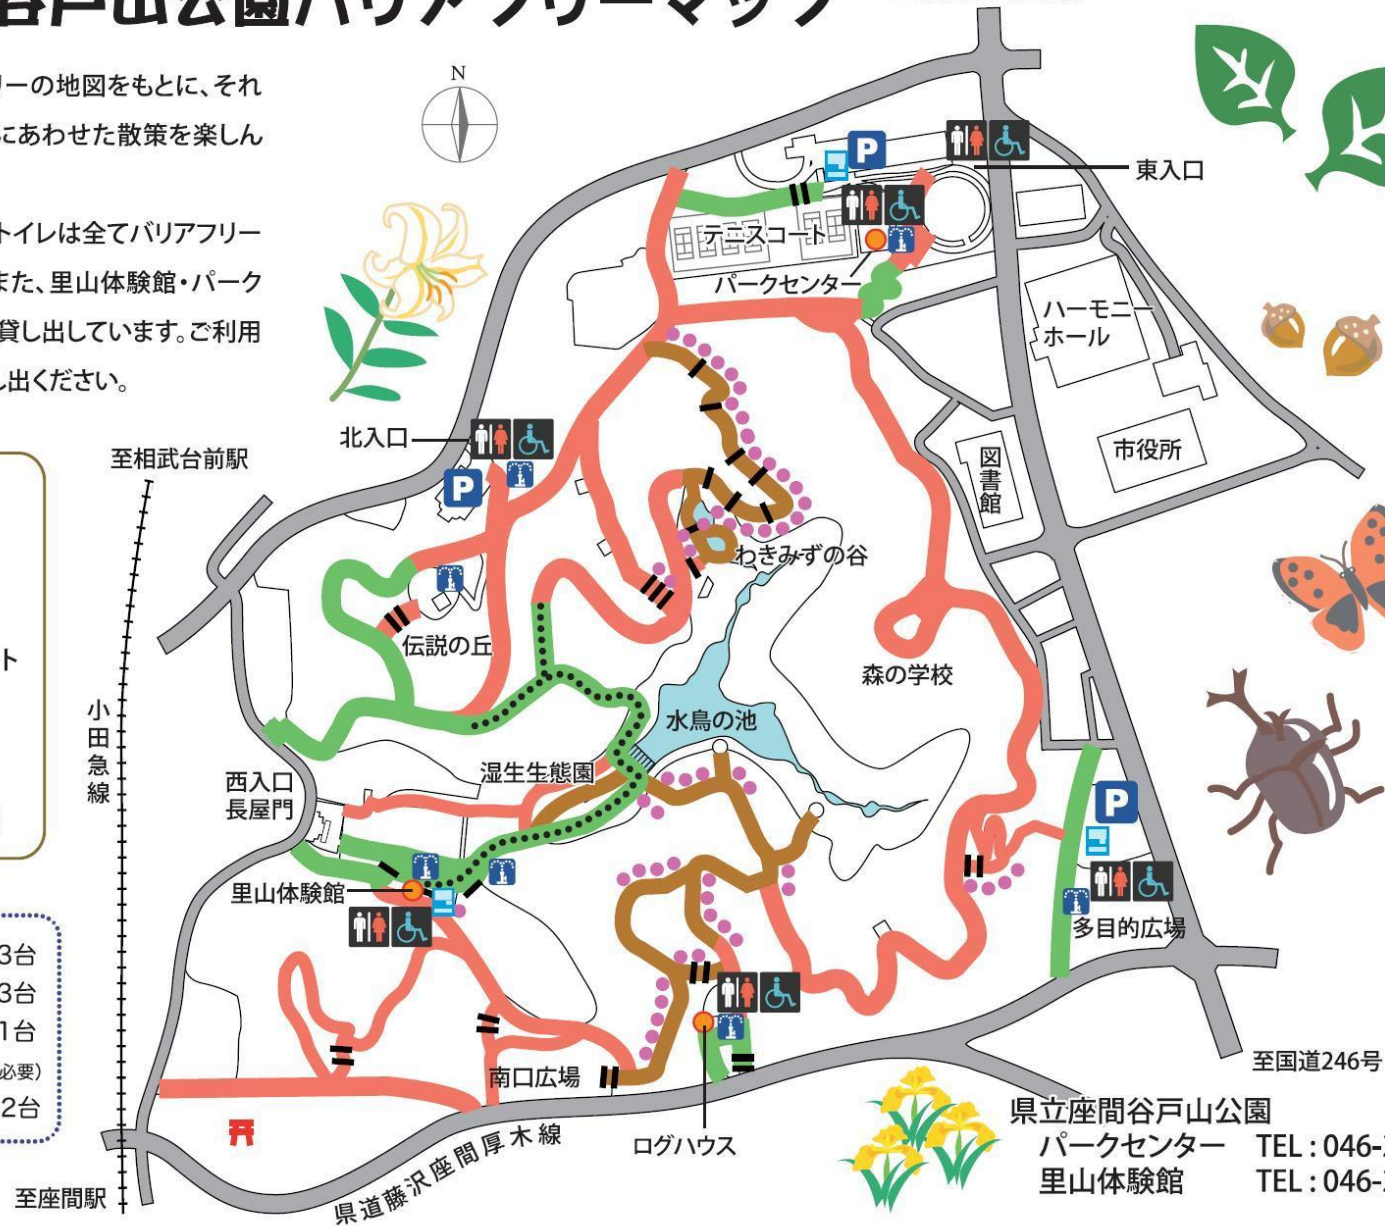 谷戸山公園バリアフリーマップ
リーの地図をもとに、それ
にあわせた散策を楽しん
トイレは全てバリアフリー
また、里山体験館・パーク
貸し出しています。ご利用
し出ください。
N
P
東入口
テニスコート
パークセンター
ハーモニー
ホール
北入口
P
至相武台前駅
図書館
市役所
わきみずの谷
ト
伝説の丘
森の学校
小田急線
水鳥の池
湿生生態園
西入口
長屋門
P
里山体験館
多目的広場
3台
3台
1台
必要)
2台
南口広場
至国道246号
県立座間谷戸山公園
パークセンター TEL:046-
里山体験館 TEL:046-
ログハウス
県道藤沢座間厚木線
至座間駅